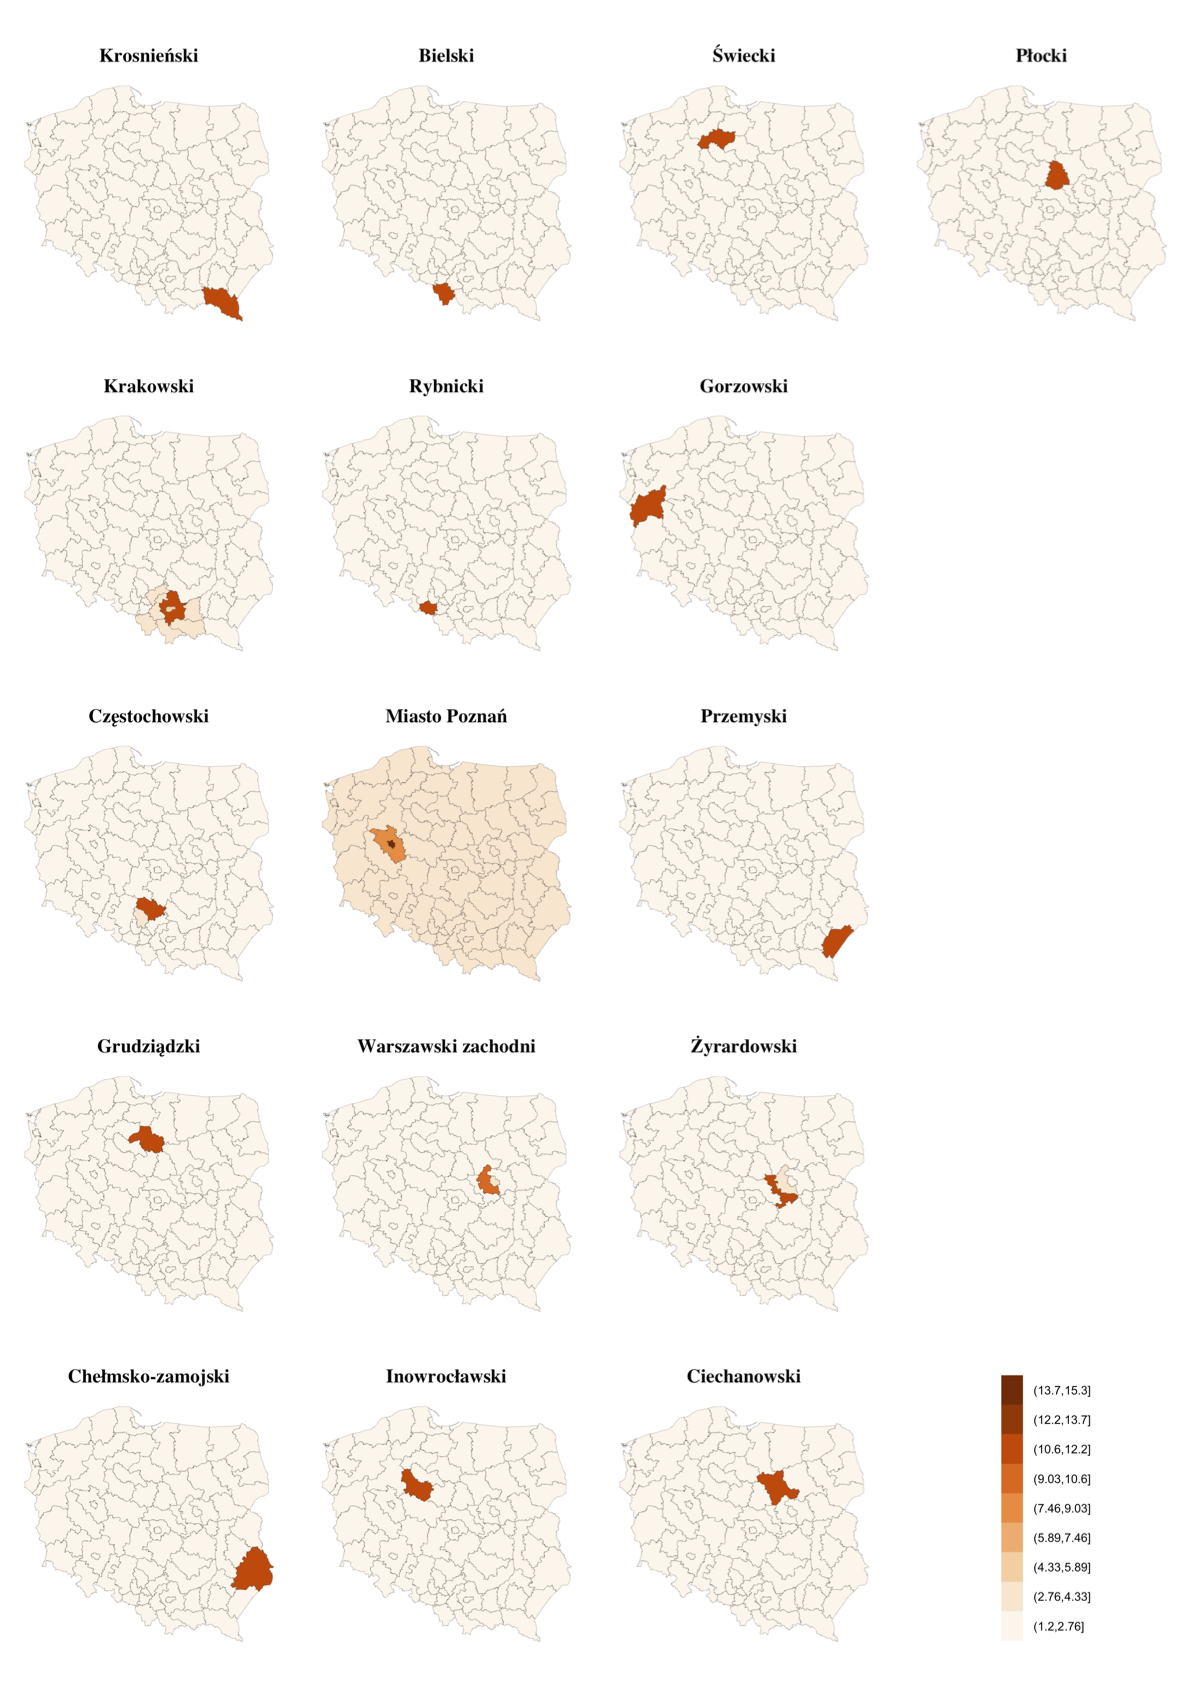 Krosnieński
Bielski
Świecki
Płocki
Krakowski
Rybnicki
Gorzowski
Częstochowski
Miasto Poznań
Przemyski
Grudziądzki
Warszawski zachodni
Żyrardowski
Chełmsko-zamojski
Inowrocławski
Ciechanowski
(13.7,15.3]
(12.2,13.7]
(10.6,12.2]
(9.03,10.6]
(7.46,9.03]
(5.89,7.46]
(4.33,5.89]
(2.76,4.33]
(1.2,2.76]